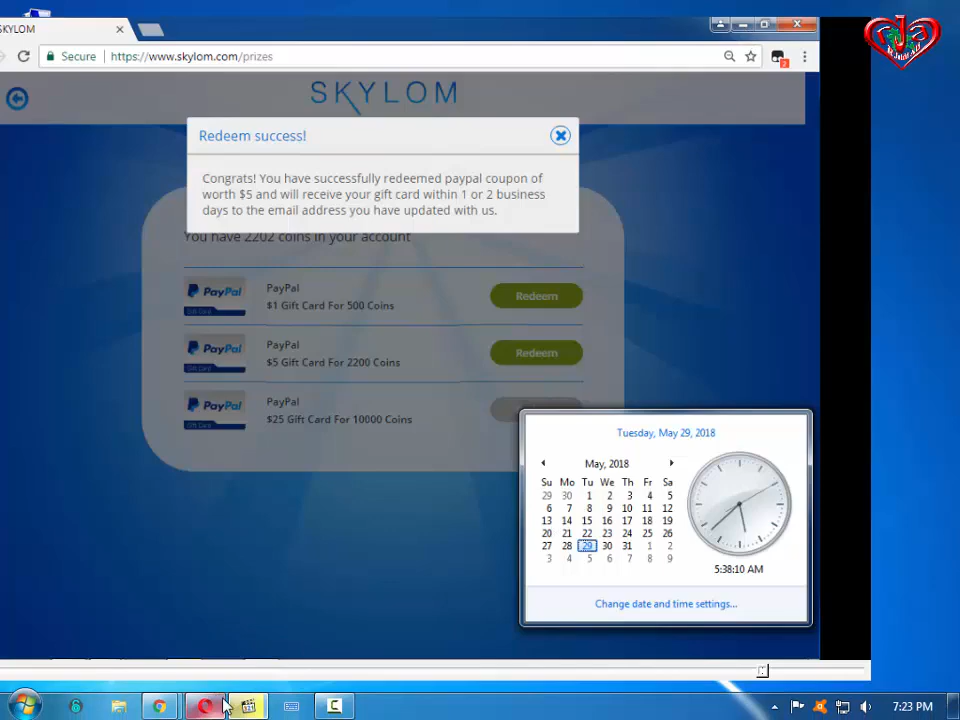 SKYLOM
Secure
https://www.skylom.com/prizes
2
SKYLOM
Redeem success!
Congrats! You have successfully redeemed paypal coupon of
worth $5 and will receive your gift card within 1 or 2 business
days to the email address you have updated with us.
You have 2202 coins in your account
PayPal
Gift Card
PayPal
$1 Gift Card For 500 Coins
Redeem
PayPal
Gift Card
PayPal
$5 Gift Card For 2200 Coins
Redeem
PayPal
Gift Card
PayPal
$25 Gift Card For 10000 Coins
Tuesday, May 29, 2018
May, 2018
Su Mo Tu We Th Fr Sa
29 30 1 2 3 4 5
6 7 8 9 10 11 12
13 14 15 16 17 18 19
20 21 22 23 24 25 26
27 28 29 30 31 1 2
3 4 5 6 7 8 9
5:38:10 AM
Change date and time settings...
7:23 PM